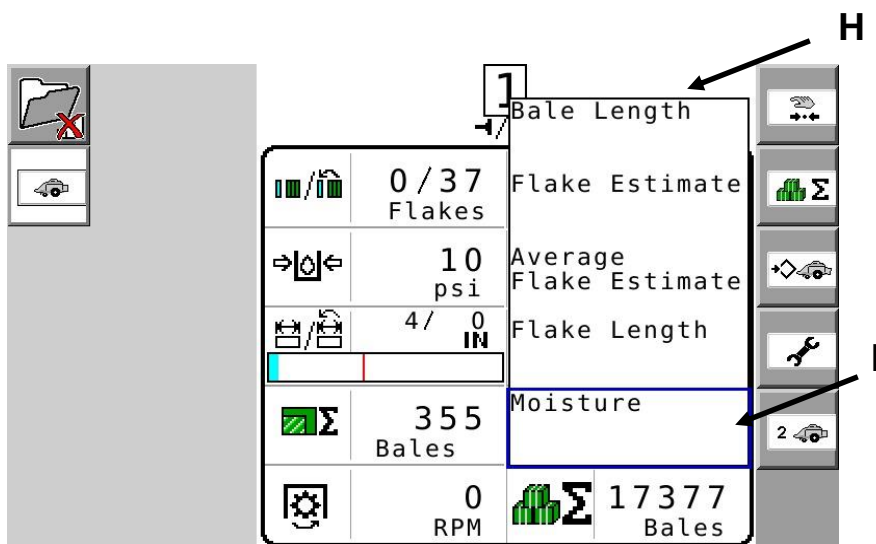 H
1
Bale Length
0/37
Flakes
Flake Estimate
10
psi
Average
Flake Estimate
4/ 0
IN
Flake Length
355
Bales
Moisture
2
0
RPM
17377
Bales